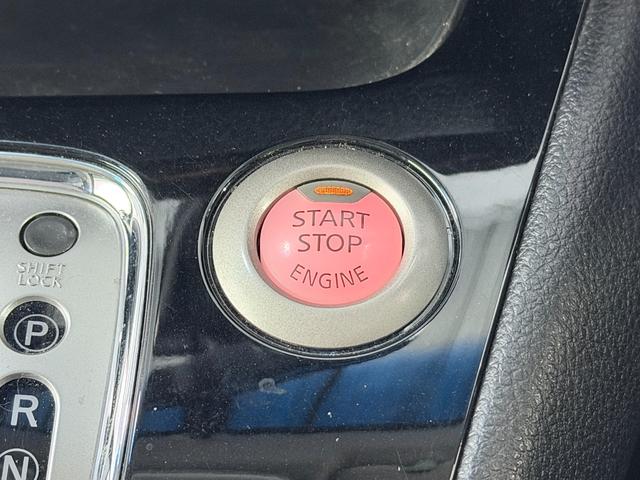 START
STOP
ENGINE
SHIFT
LOCK
P
R
N